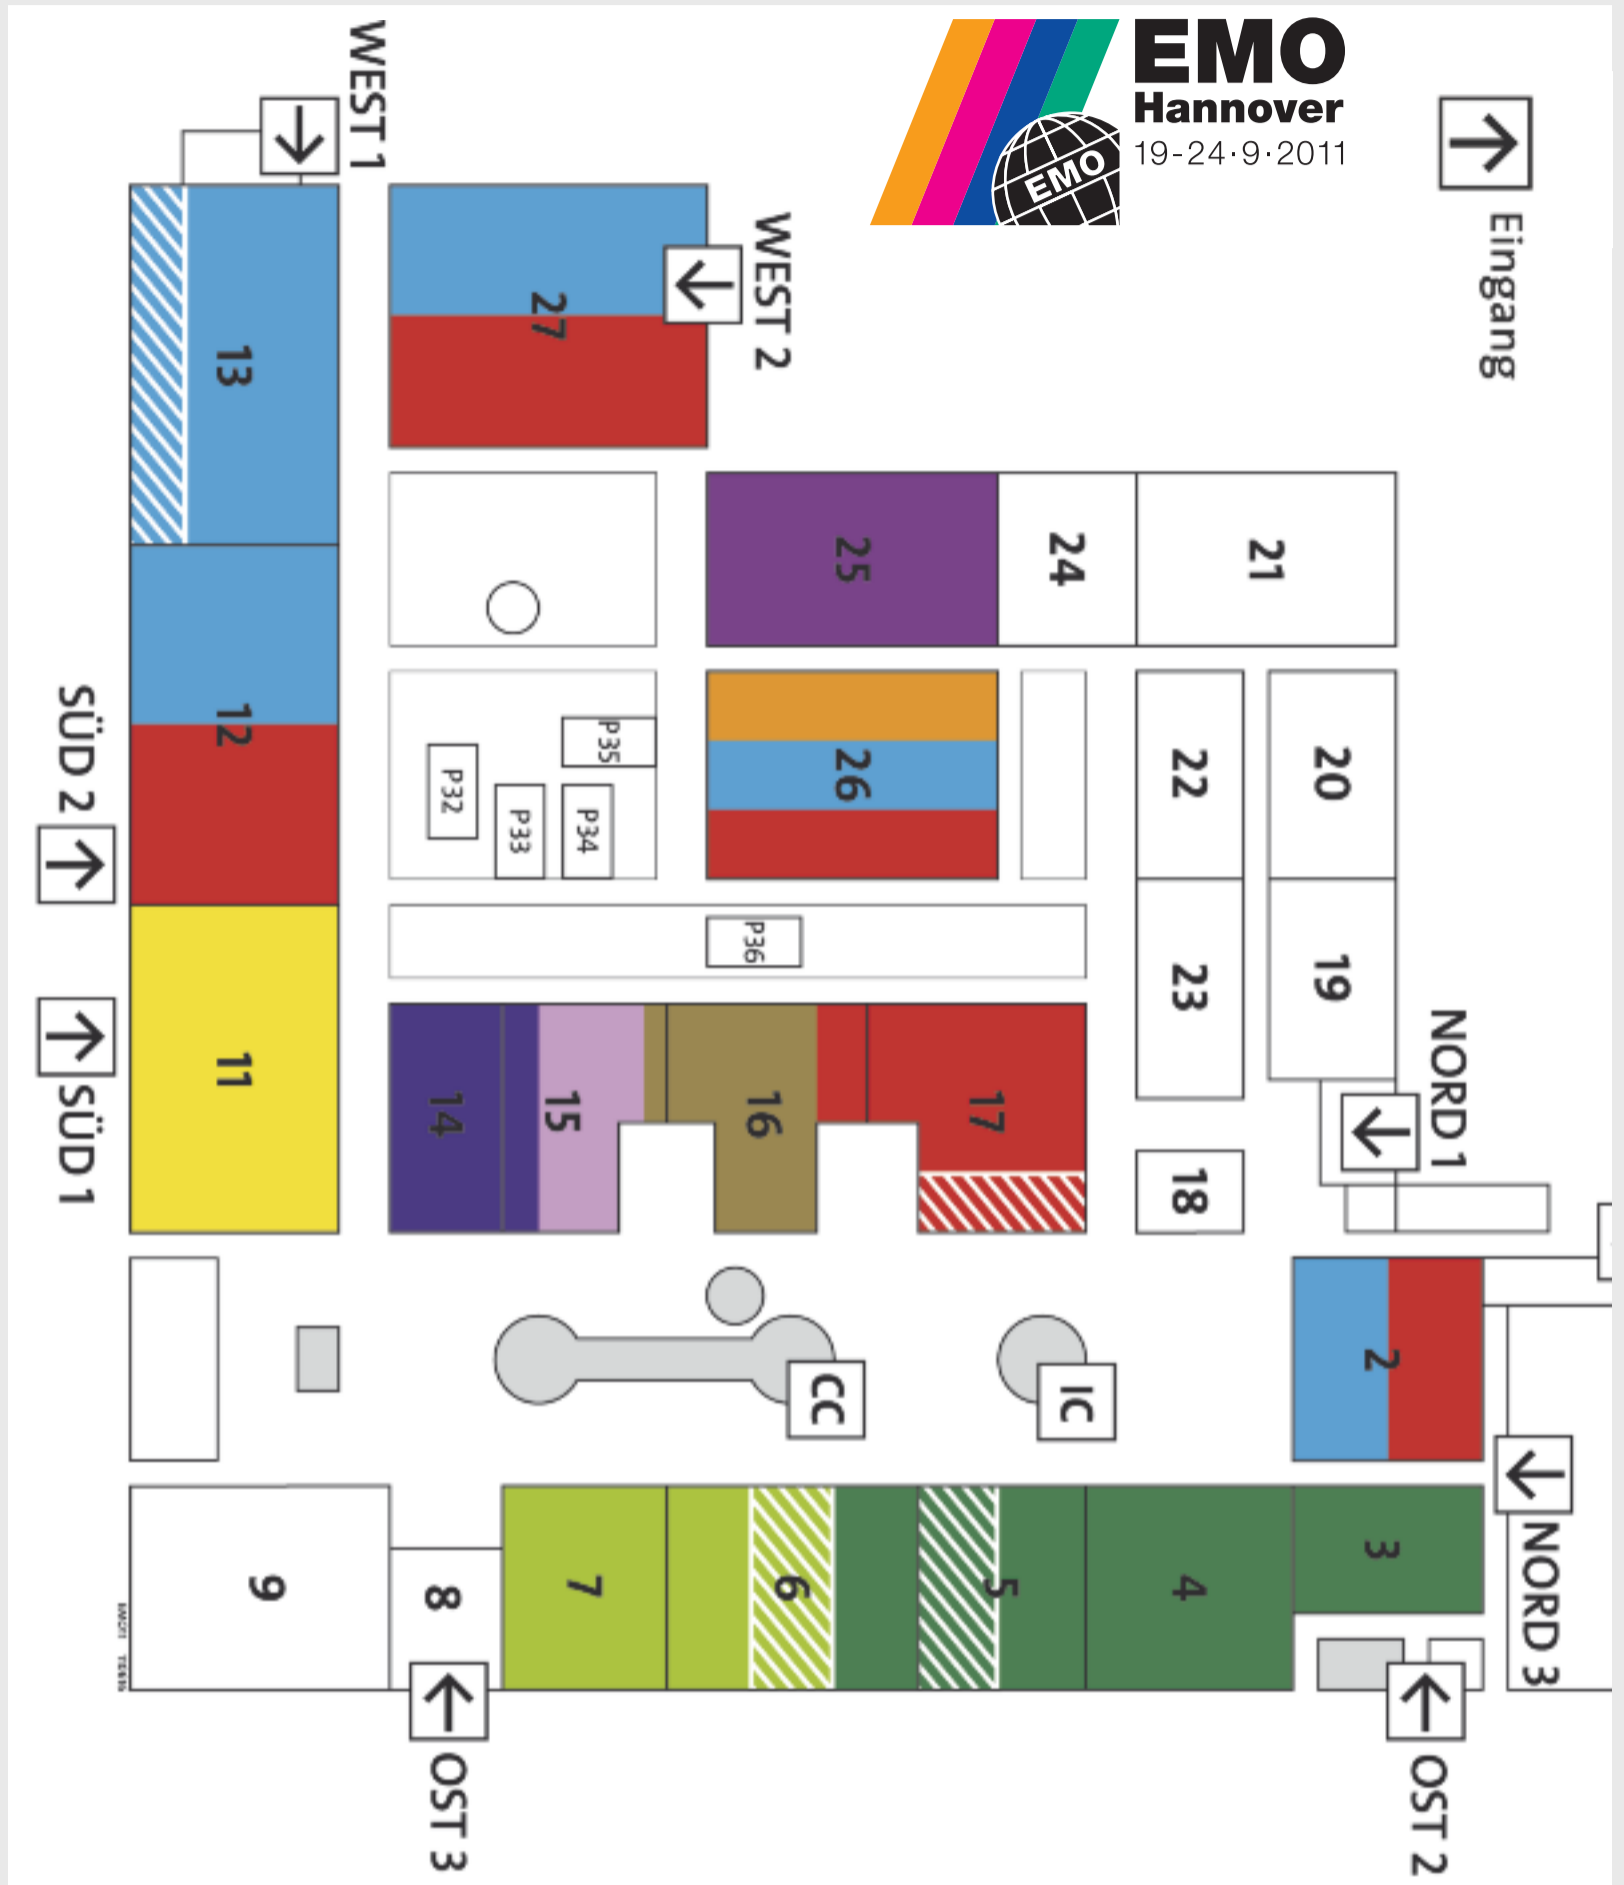 EMO
Hannover
19-24·9·2011
EMO
Eingang
WEST 1
WEST 2
13
27
25
24
21
12
26
22
20
P35
P32
P33
P34
P36
SÜD 2
11
SÜD 1
14
15
16
17
23
19
18
NORD 1
2
CC
IC
9
8
7
6
5
4
3
NORD 3
OST 3
OST 2